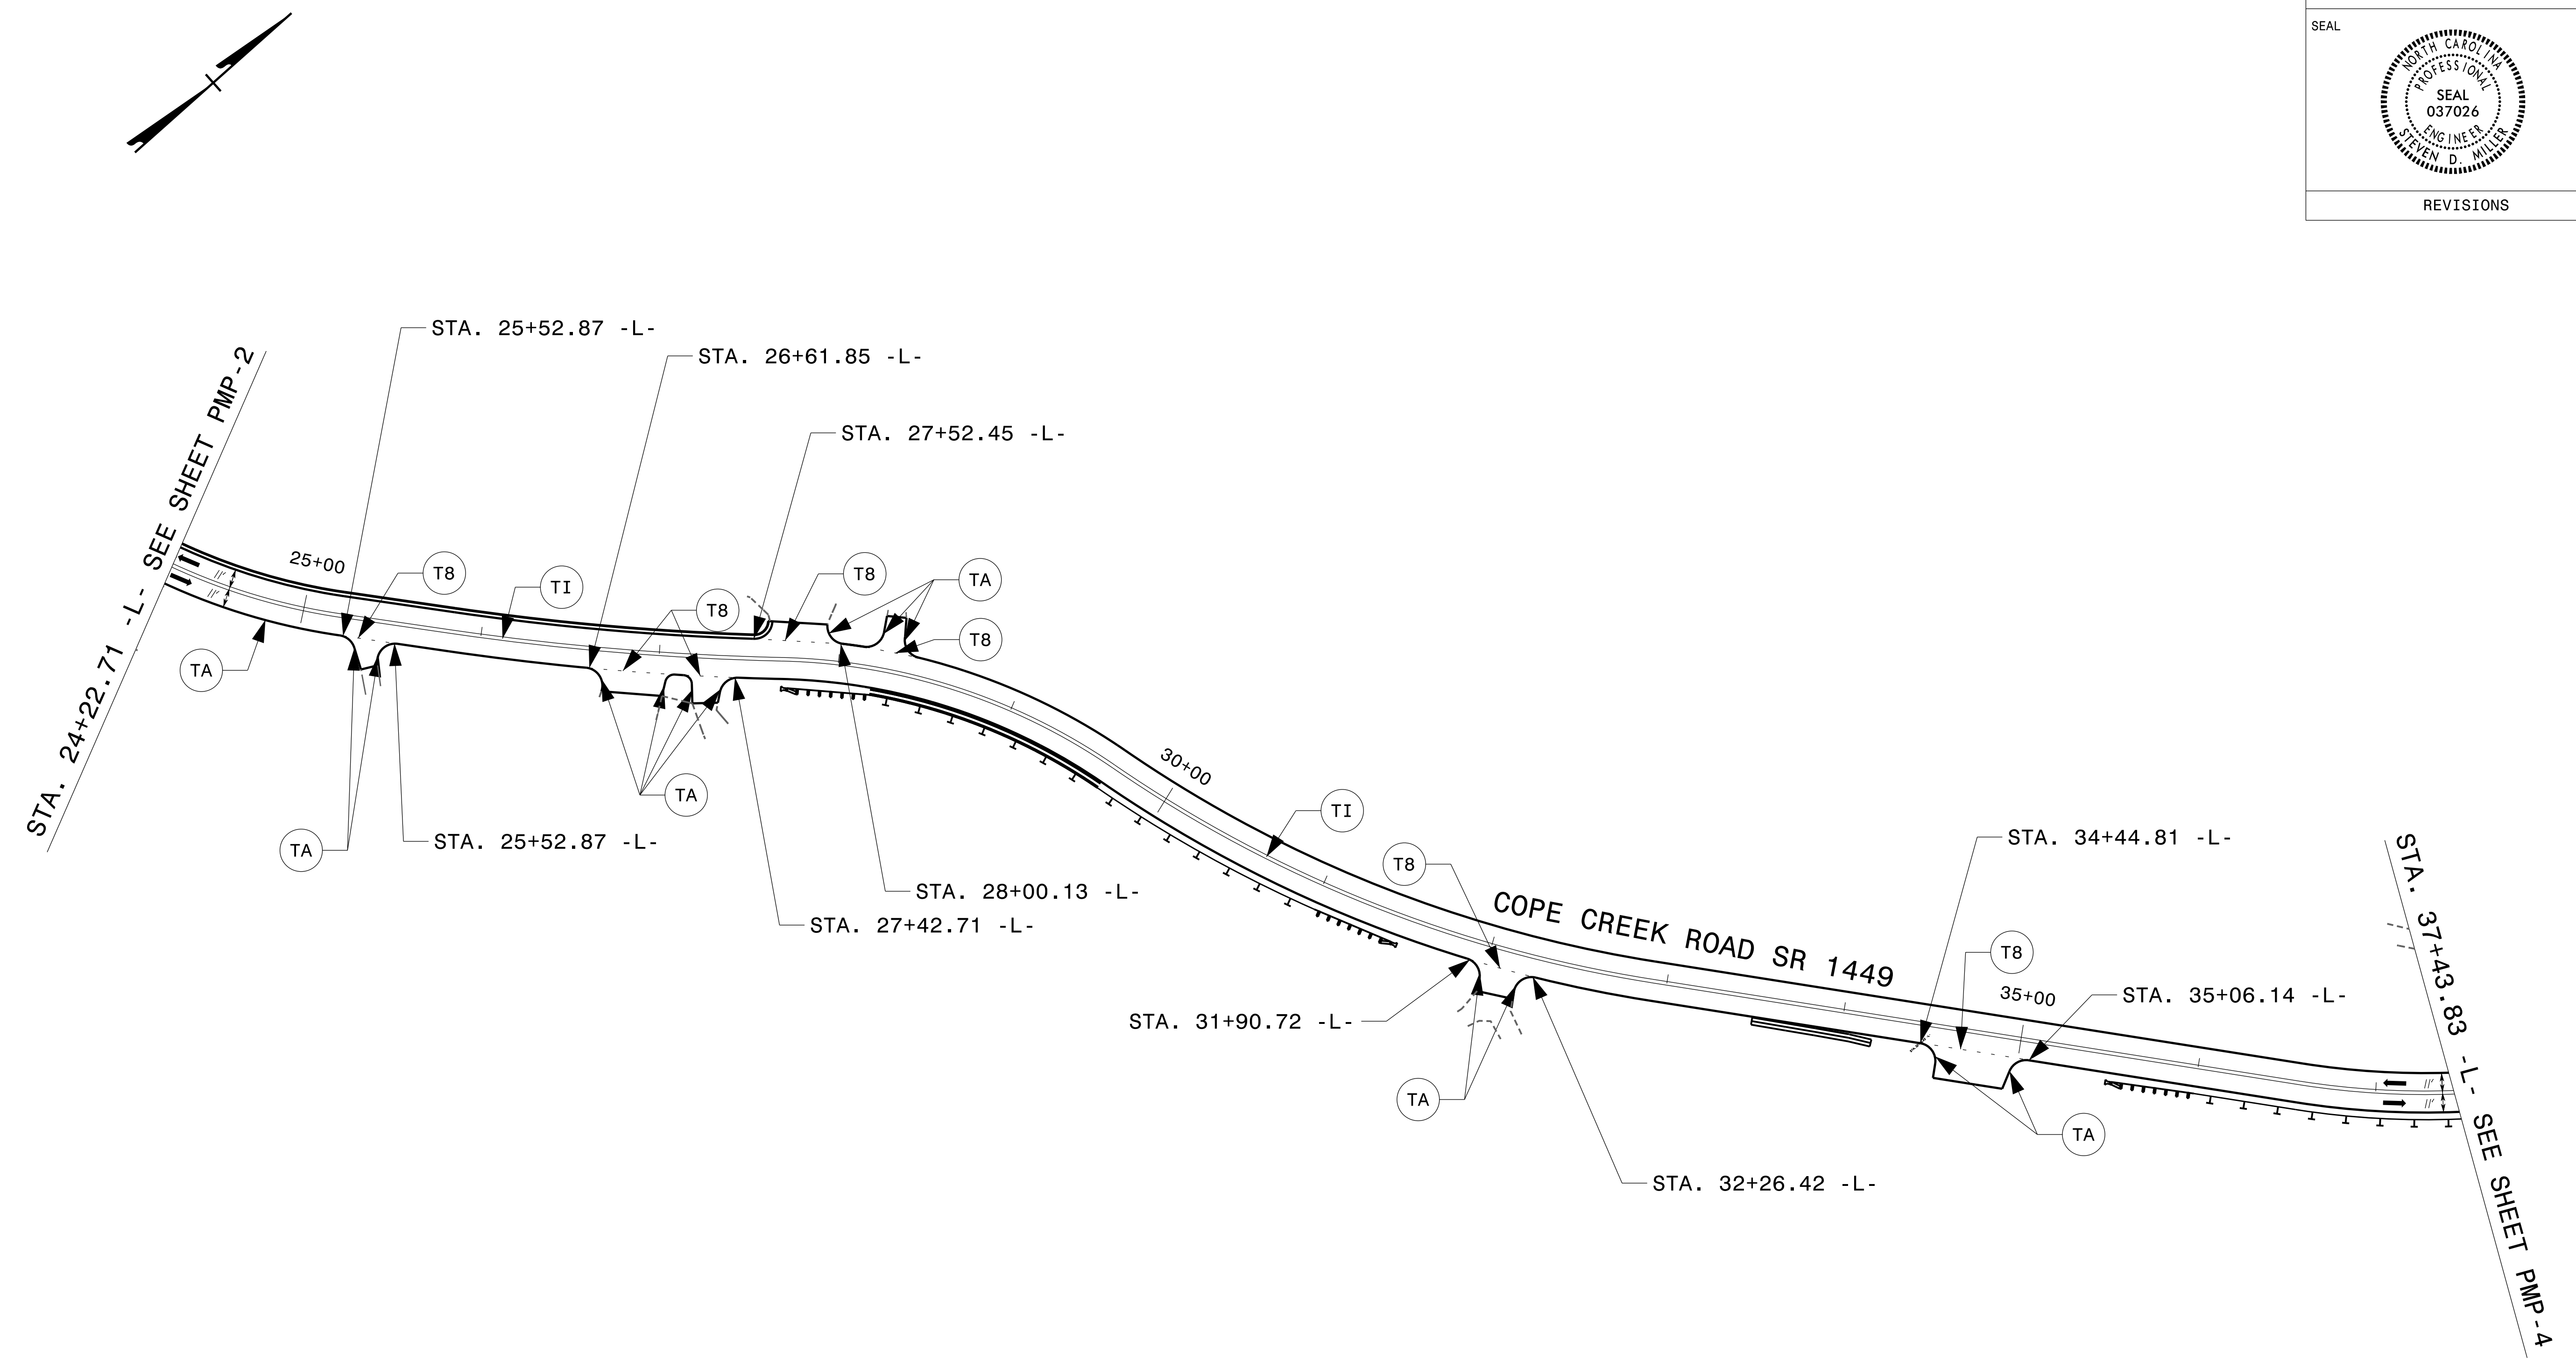 SEAL
NORTH CAROLINA
PROFESSIONAL
SEAL
037026
ENGINEER
STEVEN D. MILLER
REVISIONS
STA. 25+52.87 -L-
STA. 26+61.85 -L-
STA. 27+52.45 -L-
STA. 24+22.71 -L- SEE SHEET PMP-2
25+00
T8
TI
T8
T8
TA
T8
11'
11'
TA
TA
TA
STA. 25+52.87 -L-
STA. 28+00.13 -L-
STA. 27+42.71 -L-
30+00
TI
T8
COPE CREEK ROAD SR 1449
STA. 34+44.81 -L-
T8
35+00
STA. 35+06.14 -L-
STA. 31+90.72 -L-
TA
TA
STA. 32+26.42 -L-
11'
11'
STA. 37+43.83 -L- SEE SHEET PMP-4